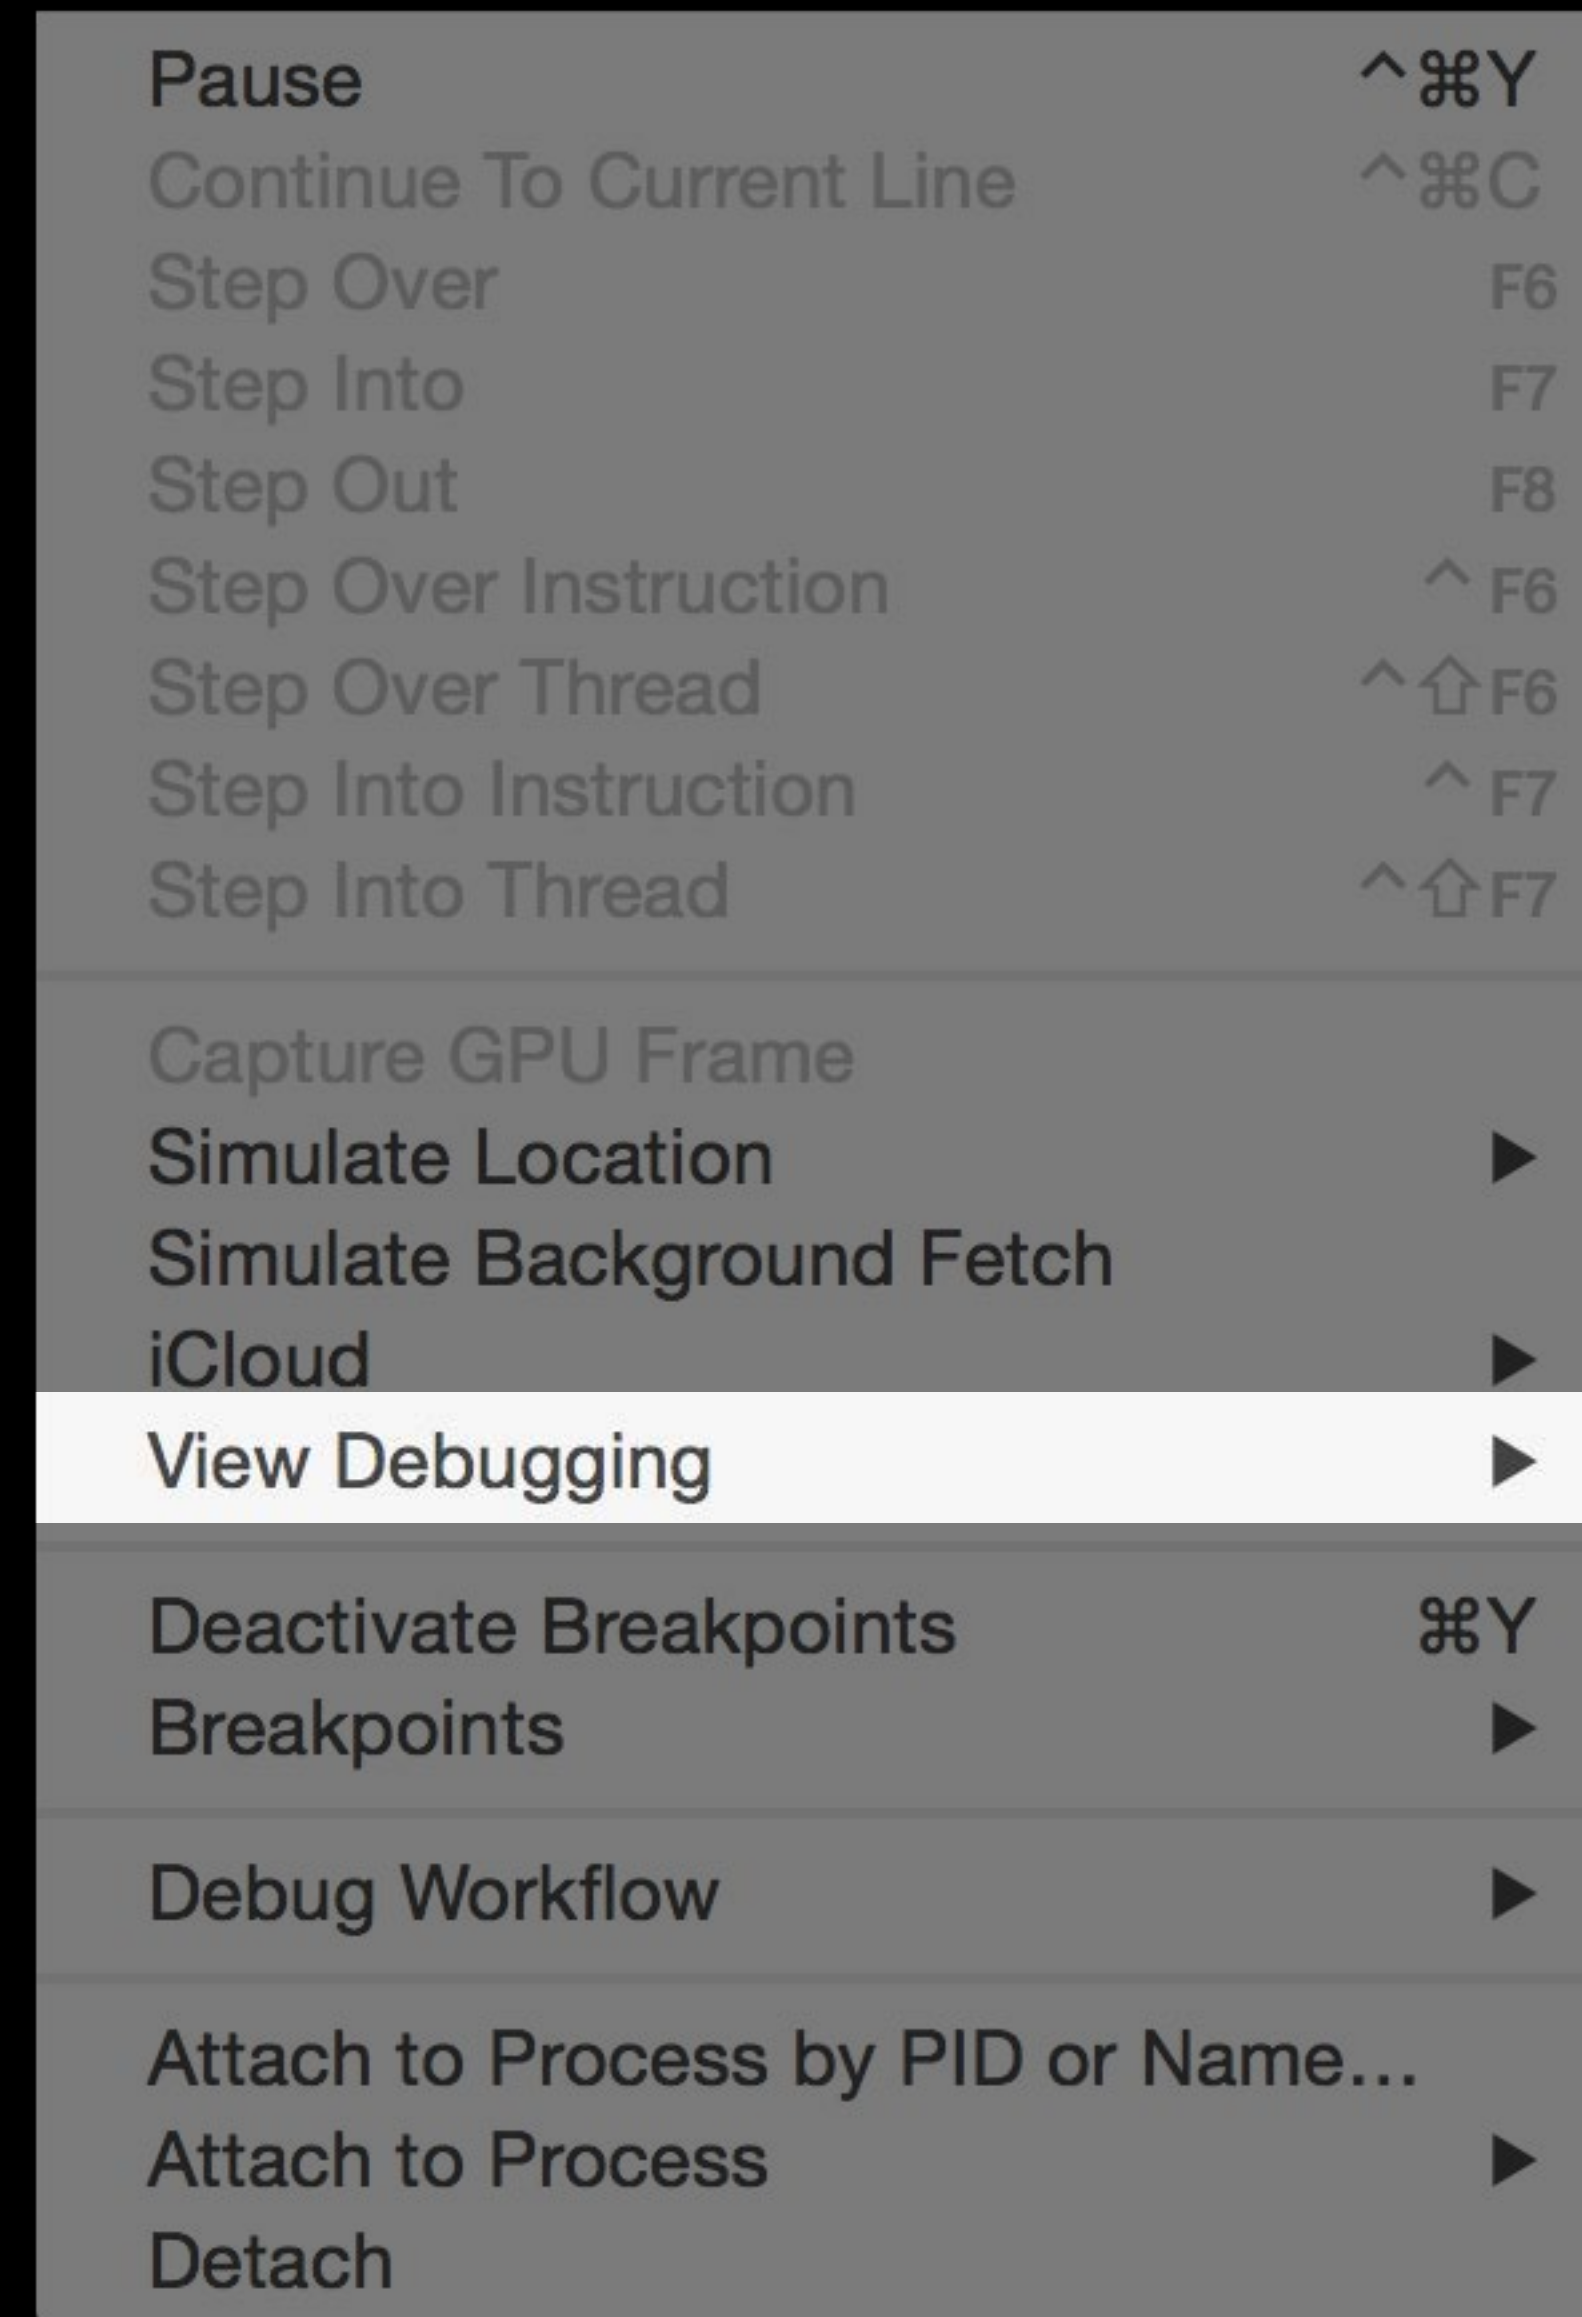 Pause ^⌘Y
Continue To Current Line ^⌘C
Step Over F6
Step Into F7
Step Out F8
Step Over Instruction ^F6
Step Over Thread ^⇧F6
Step Into Instruction ^F7
Step Into Thread ^⇧F7
Capture GPU Frame
Simulate Location ▶
Simulate Background Fetch
iCloud ▶
View Debugging ▶
Deactivate Breakpoints ⌘Y
Breakpoints ▶
Debug Workflow ▶
Attach to Process by PID or Name...
Attach to Process ▶
Detach